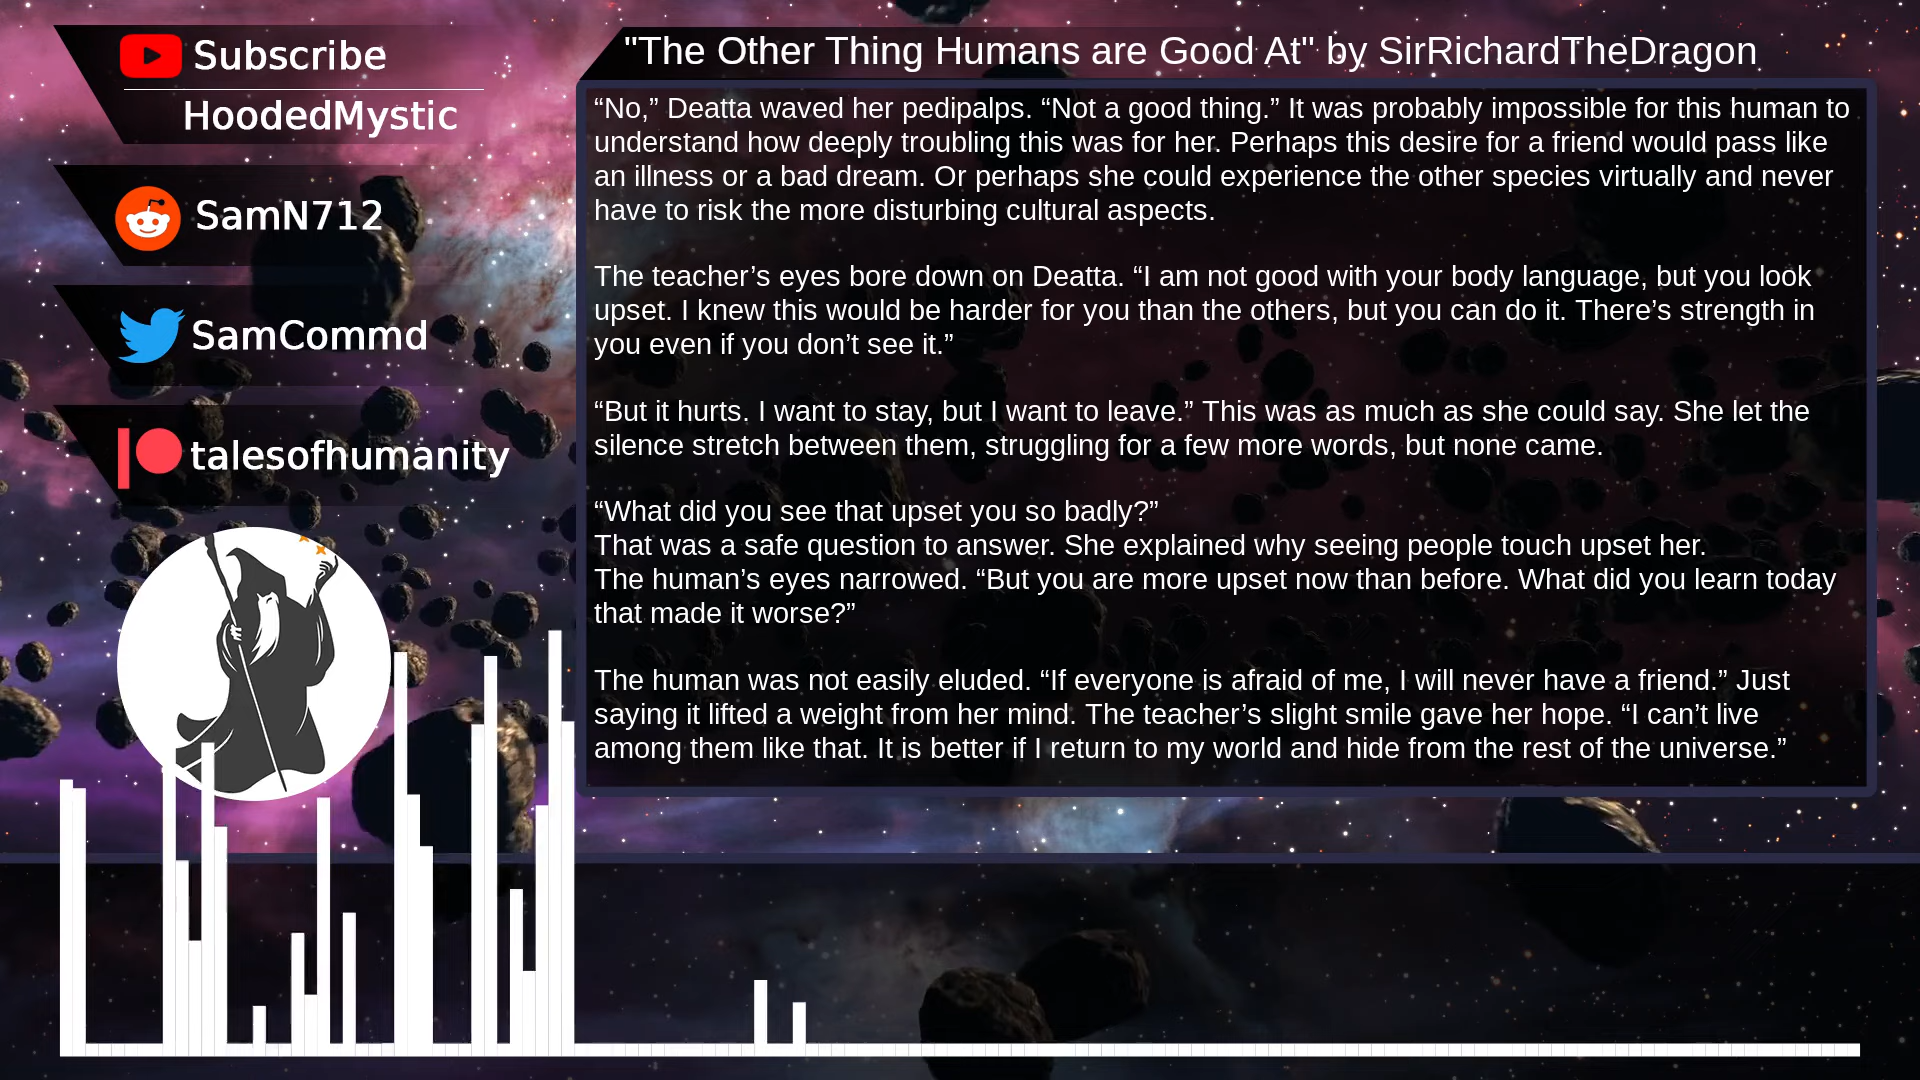 Subscribe
HoodedMystic
SamN712
SamCommd
talesofhumanity
"The Other Thing Humans are Good At" by SirRichardTheDragon
“No,” Deatta waved her pedipalps. “Not a good thing.” It was probably impossible for this human to
understand how deeply troubling this was for her. Perhaps this desire for a friend would pass like
an illness or a bad dream. Or perhaps she could experience the other species virtually and never
have to risk the more disturbing cultural aspects.
The teacher’s eyes bore down on Deatta. “I am not good with your body language, but you look
upset. I knew this would be harder for you than the others, but you can do it. There’s strength in
you even if you don’t see it.”
“But it hurts. I want to stay, but I want to leave.” This was as much as she could say. She let the
silence stretch between them, struggling for a few more words, but none came.
“What did you see that upset you so badly?”
That was a safe question to answer. She explained why seeing people touch upset her.
The human’s eyes narrowed. “But you are more upset now than before. What did you learn today
that made it worse?”
The human was not easily eluded. “If everyone is afraid of me, I will never have a friend.” Just
saying it lifted a weight from her mind. The teacher’s slight smile gave her hope. “I can’t live
among them like that. It is better if I return to my world and hide from the rest of the universe.”